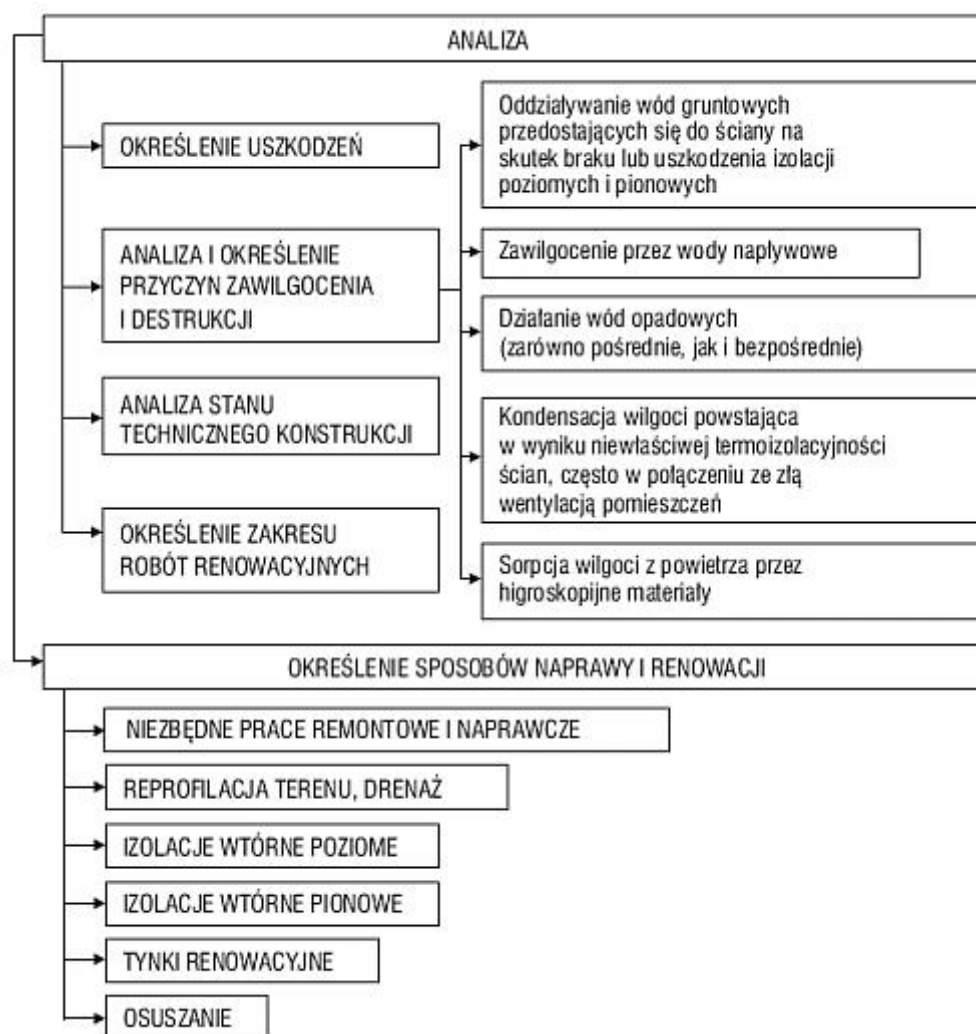 ANALIZA
OKREŚLENIE USZKODZEŃ
ANALIZA I OKREŚLENIE
PRZYCZYN ZAWILGOCENIA
I DESTRUKCJI
ANALIZA STANU
TECHNICZNEGO KONSTRUKCJI
OKREŚLENIE ZAKRESU
ROBÓT RENOWACYJNYCH
Oddziaływanie wód gruntowych
przedostających się do ściany na
skutek braku lub uszkodzenia izolacji
poziomych i pionowych
Zawilgocenie przez wody napływowe
Działanie wód opadowych
(zarówno pośrednie, jak i bezpośrednie)
Kondensacja wilgoci powstająca
w wyniku niewłaściwej termoizolacyjności
ścian, często w połączeniu ze złą
wentylacją pomieszczeń
Sorpcja wilgoci z powietrza przez
higroskopijne materiały
OKREŚLENIE SPOSOBÓW NAPRAWY I RENOWACJI
NIEZBĘDNE PRACE REMONTOWE I NAPRAWCZE
REPROFILACJA TERENU, DRENAŻ
IZOLACJE WTÓRNE POZIOME
IZOLACJE WTÓRNE PIONOWE
TYNKI RENOWACYJNE
OSUSZANIE